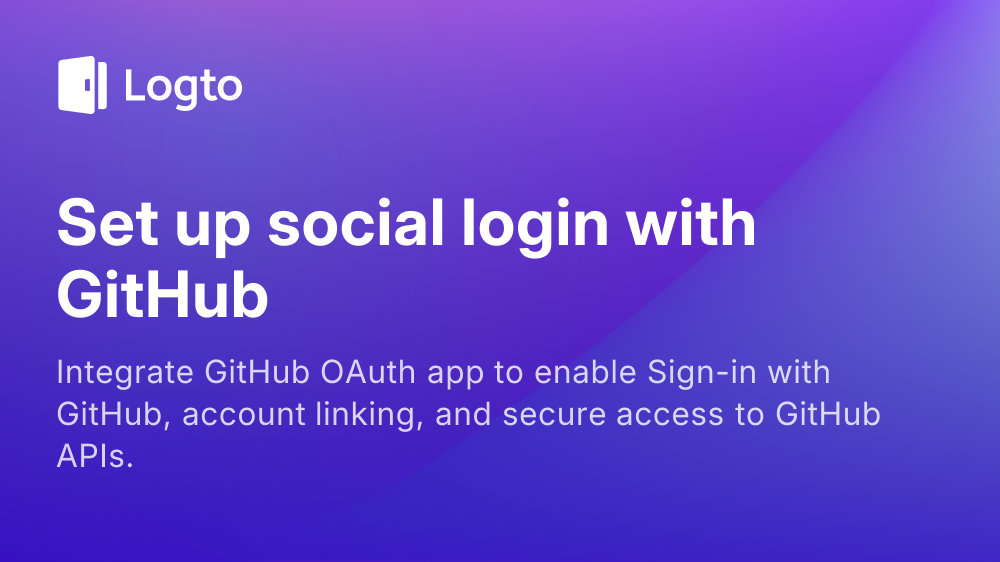 Logto
Set up social login with
GitHub
Integrate GitHub OAuth app to enable Sign-in with
GitHub, account linking, and secure access to GitHub
APIs.